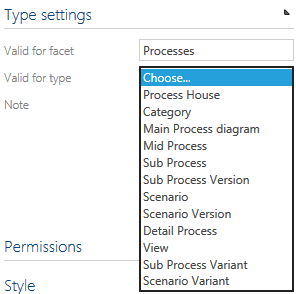 Type settings
Valid for facet Processes
Valid for type Choose...
Note
Process House
Category
Main Process diagram
Mid Process
Sub Process
Sub Process Version
Scenario
Scenario Version
Detail Process
View
Sub Process Variant
Scenario Variant
Permissions
Style